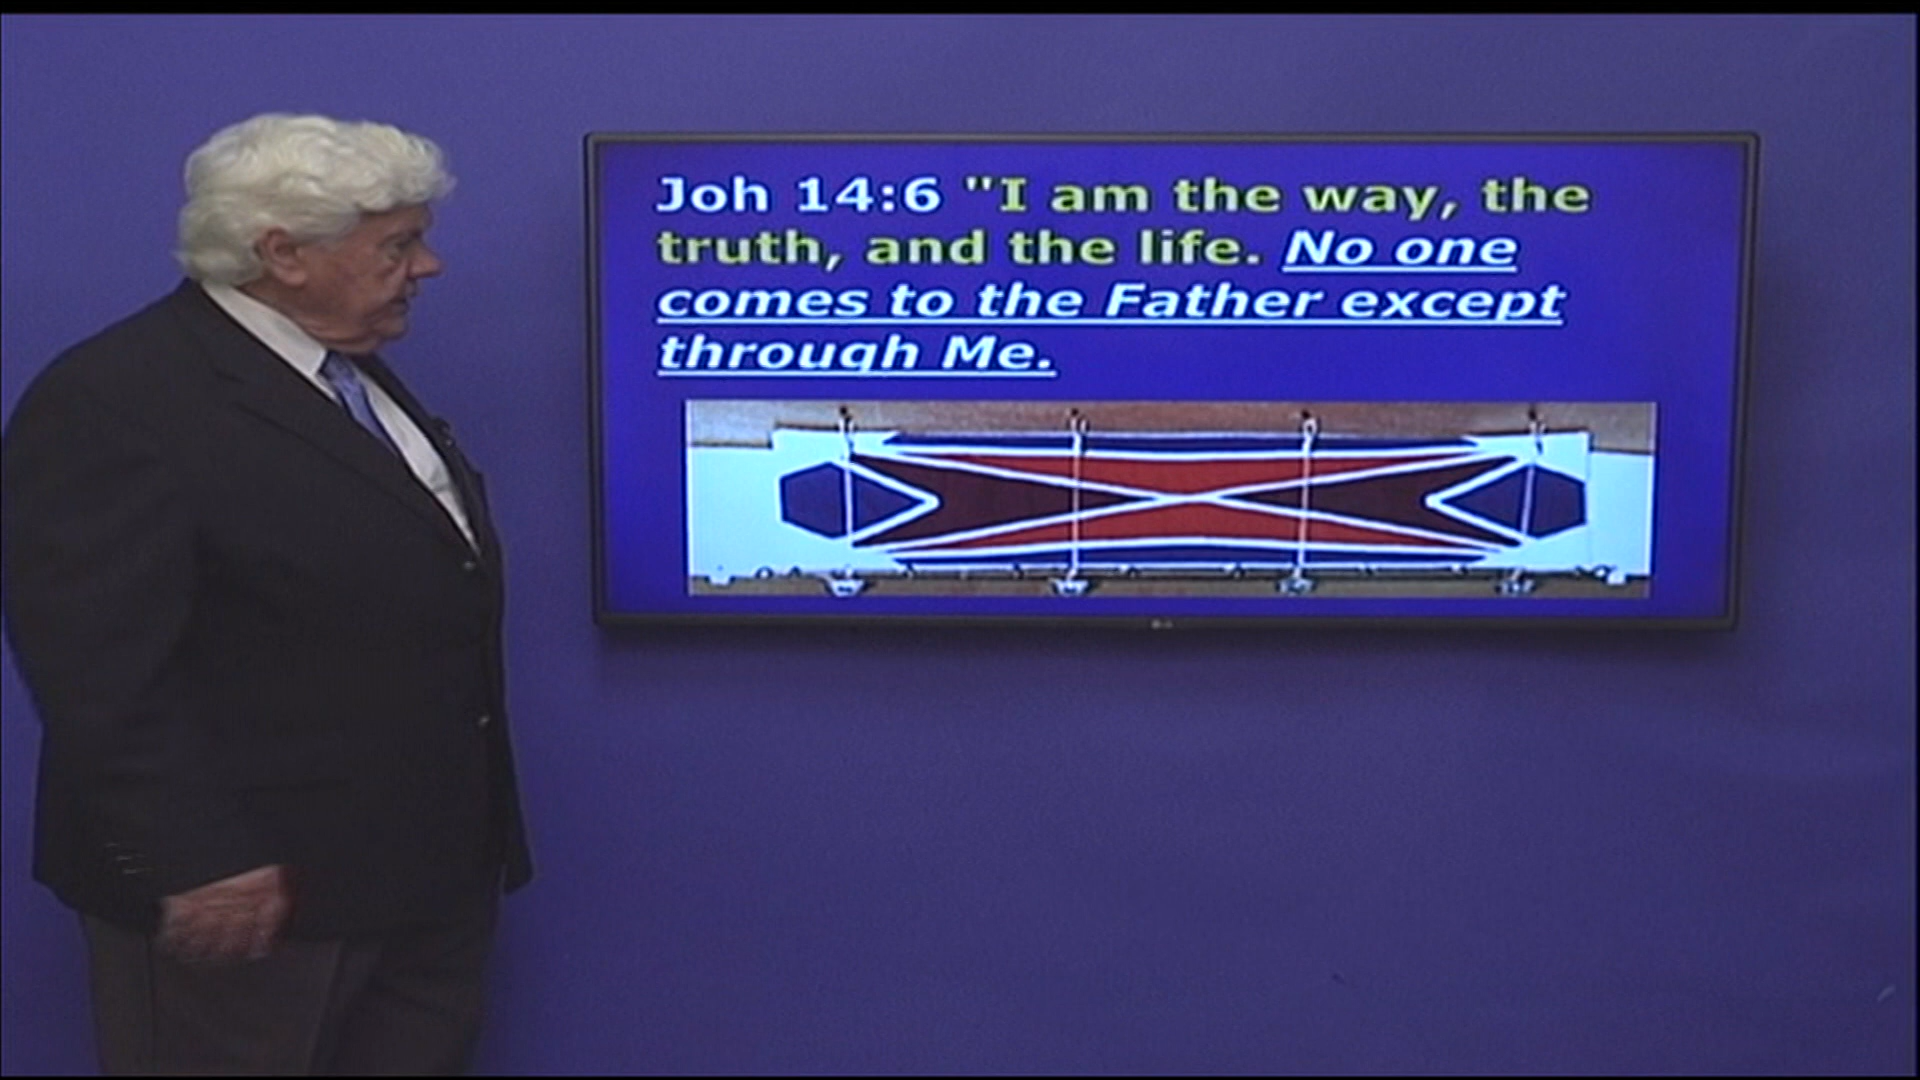 Joh 14:6 "I am the way, the
truth, and the life. No one
comes to the Father except
through Me.